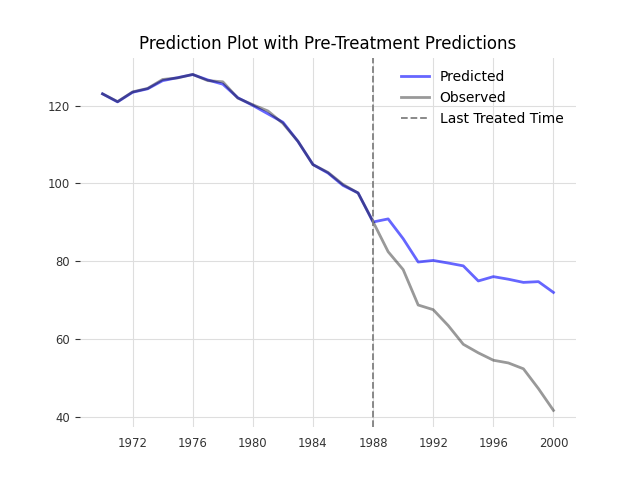 Prediction Plot with Pre-Treatment Predictions
Predicted
Observed
Last Treated Time
120
100
80
60
40
1972 1976 1980 1984 1988 1992 1996 2000